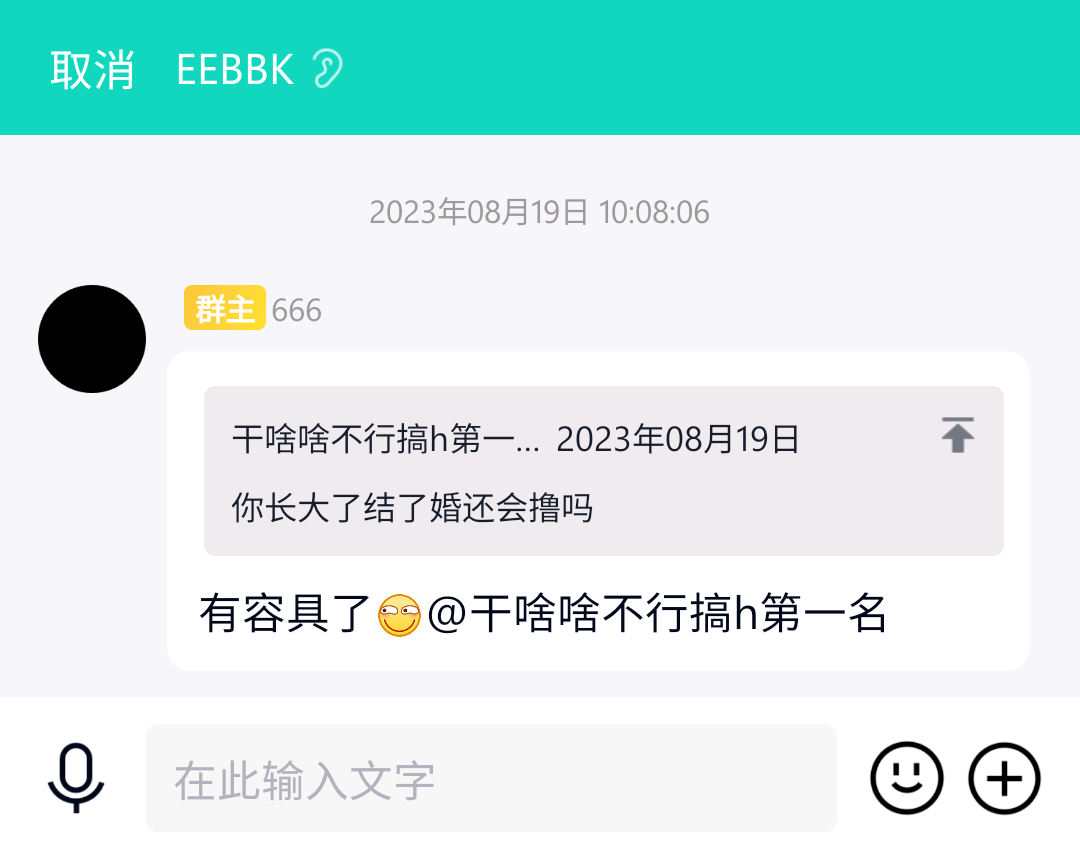 取消 EEBBK
2023年08月19日 10:08:06
群主 666
干啥啥不行搞h第一... 2023年08月19日
你长大了结了婚还会撸吗
有容具了@干啥啥不行搞h第一名
在此输入文字